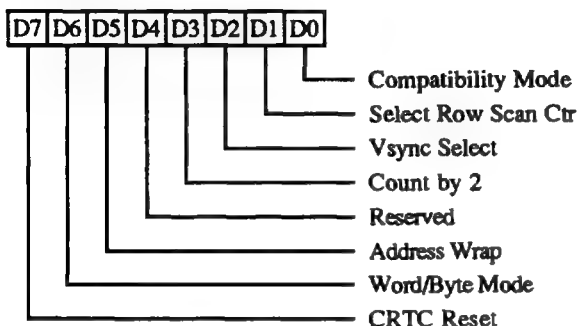 D7 D6 D5 D4 D3 D2 D1 D0
Compatibility Mode
Select Row Scan Ctr
Vsync Select
Count by 2
Reserved
Address Wrap
Word/Byte Mode
CRTC Reset